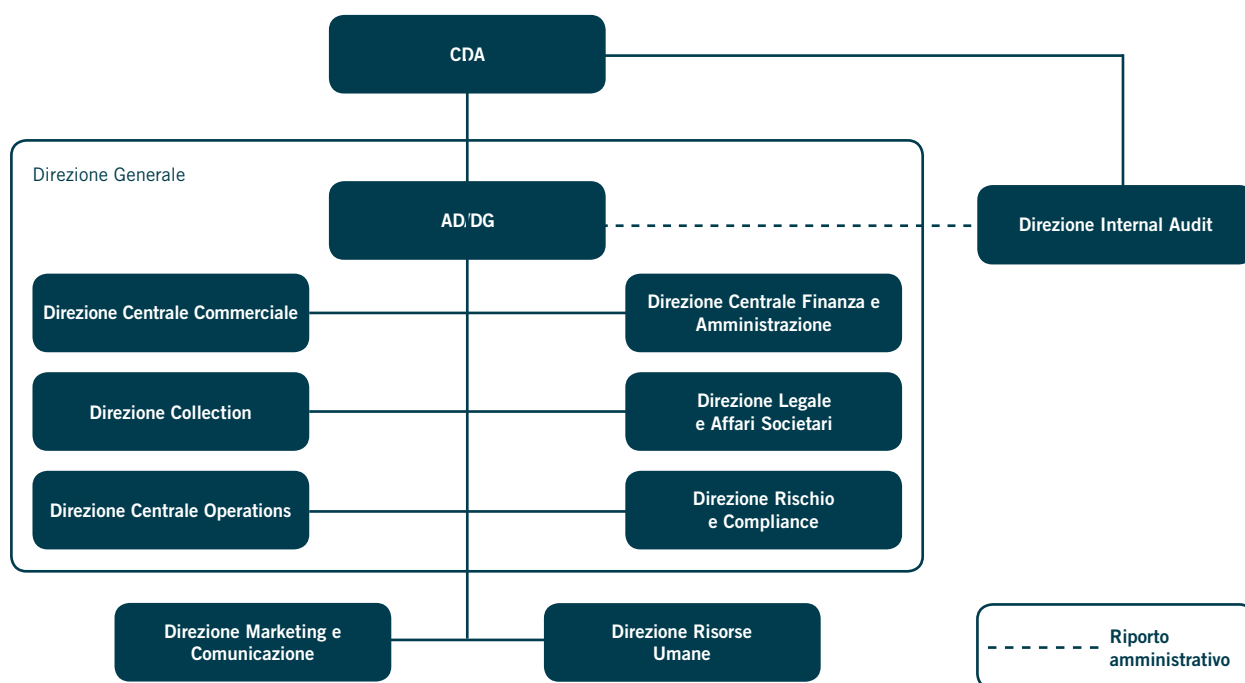 CDA
Direzione Generale
AD/DG
Direzione Internal Audit
Direzione Centrale Commerciale
Direzione Centrale Finanza e
Amministrazione
Direzione Collection
Direzione Legale
e Affari Societari
Direzione Centrale Operations
Direzione Rischio
e Compliance
Direzione Marketing e
Comunicazione
Direzione Risorse
Umane
Riporto
amministrativo